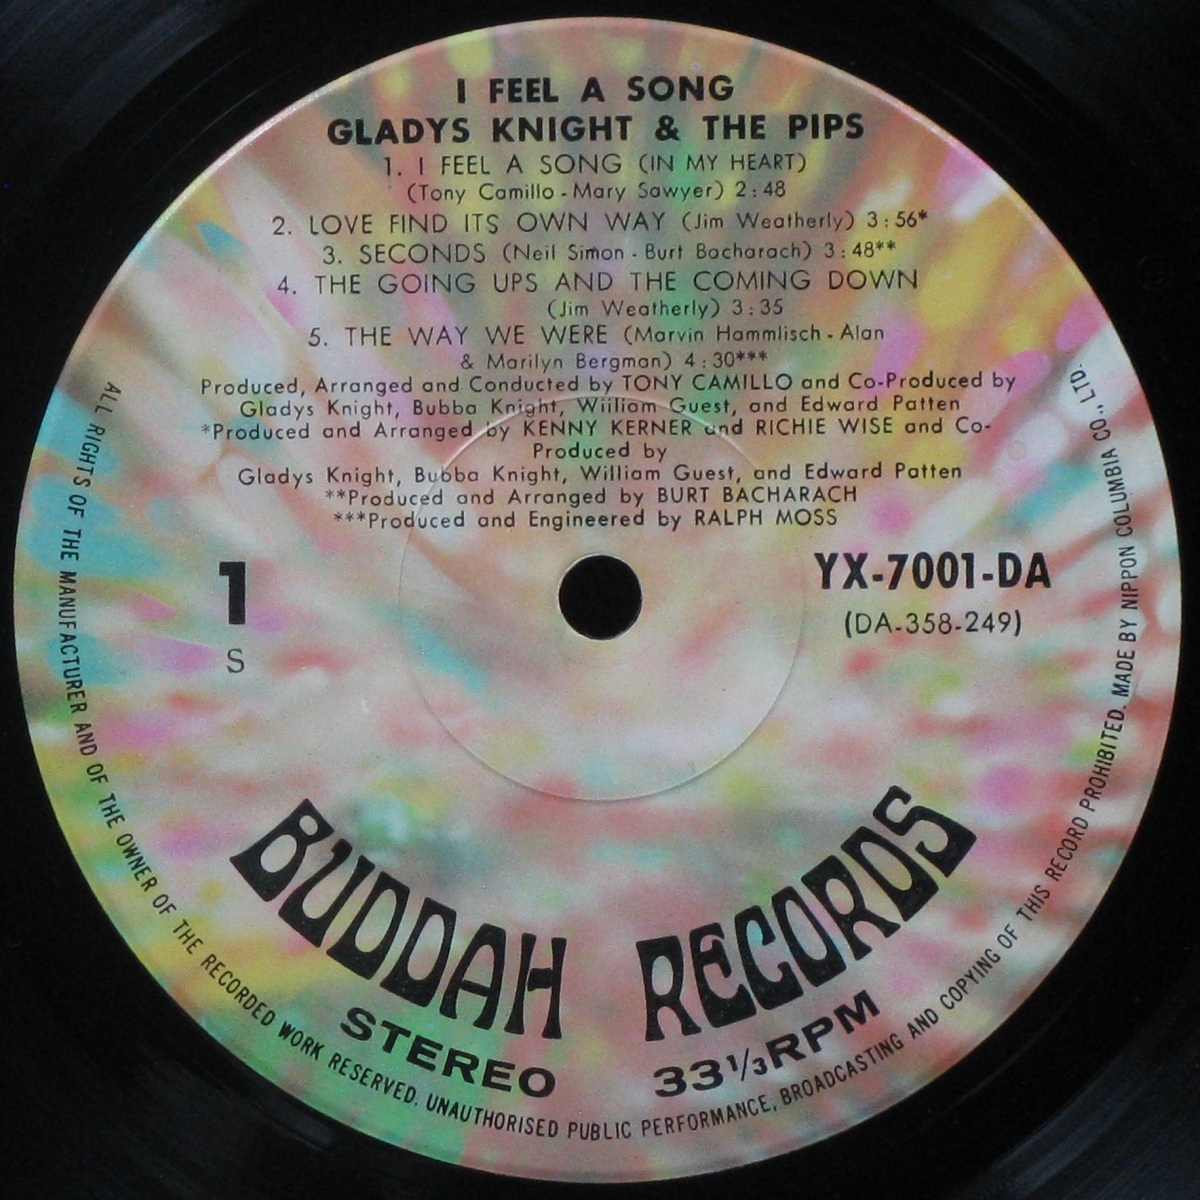 I FEEL A SONG
GLADYS KNIGHT & THE PIPS
1. I FEEL A SONG (IN MY HEART)
(Tony Camillo - Mary Sawyer) 2:48
2. LOVE FIND ITS OWN WAY (Jim Weatherly) 3:56*
3. SECONDS (Neil Simon - Burt Bacharach) 3:48**
4. THE GOING UPS AND THE COMING DOWN
(Jim Weatherly) 3:35
5. THE WAY WE WERE (Marvin Hammlisch - Alan
& Marilyn Bergman) 4:30***
Produced, Arranged and Conducted by TONY CAMILLO and Co-Produced by
Gladys Knight, Bubba Knight, Wiiliam Guest, and Edward Patten
*Produced and Arranged by KENNY KERNER and RICHIE WISE and Co-
Produced by
Gladys Knight, Bubba Knight, William Guest, and Edward Patten
**Produced and Arranged by BURT BACHARACH
***Produced and Engineered by RALPH MOSS
1
S
YX-7001-DA
(DA-358-249)
BUDDAH RECORDS
STEREO 33 1/3 RPM
ALL RIGHTS OF THE MANUFACTURER AND OF THE OWNER OF THE RECORDED WORK RESERVED. UNAUTHORISED PUBLIC PERFORMANCE, BROADCASTING AND COPYING OF THIS RECORD PROHIBITED. MADE BY NIPPON COLUMBIA CO., LTD.